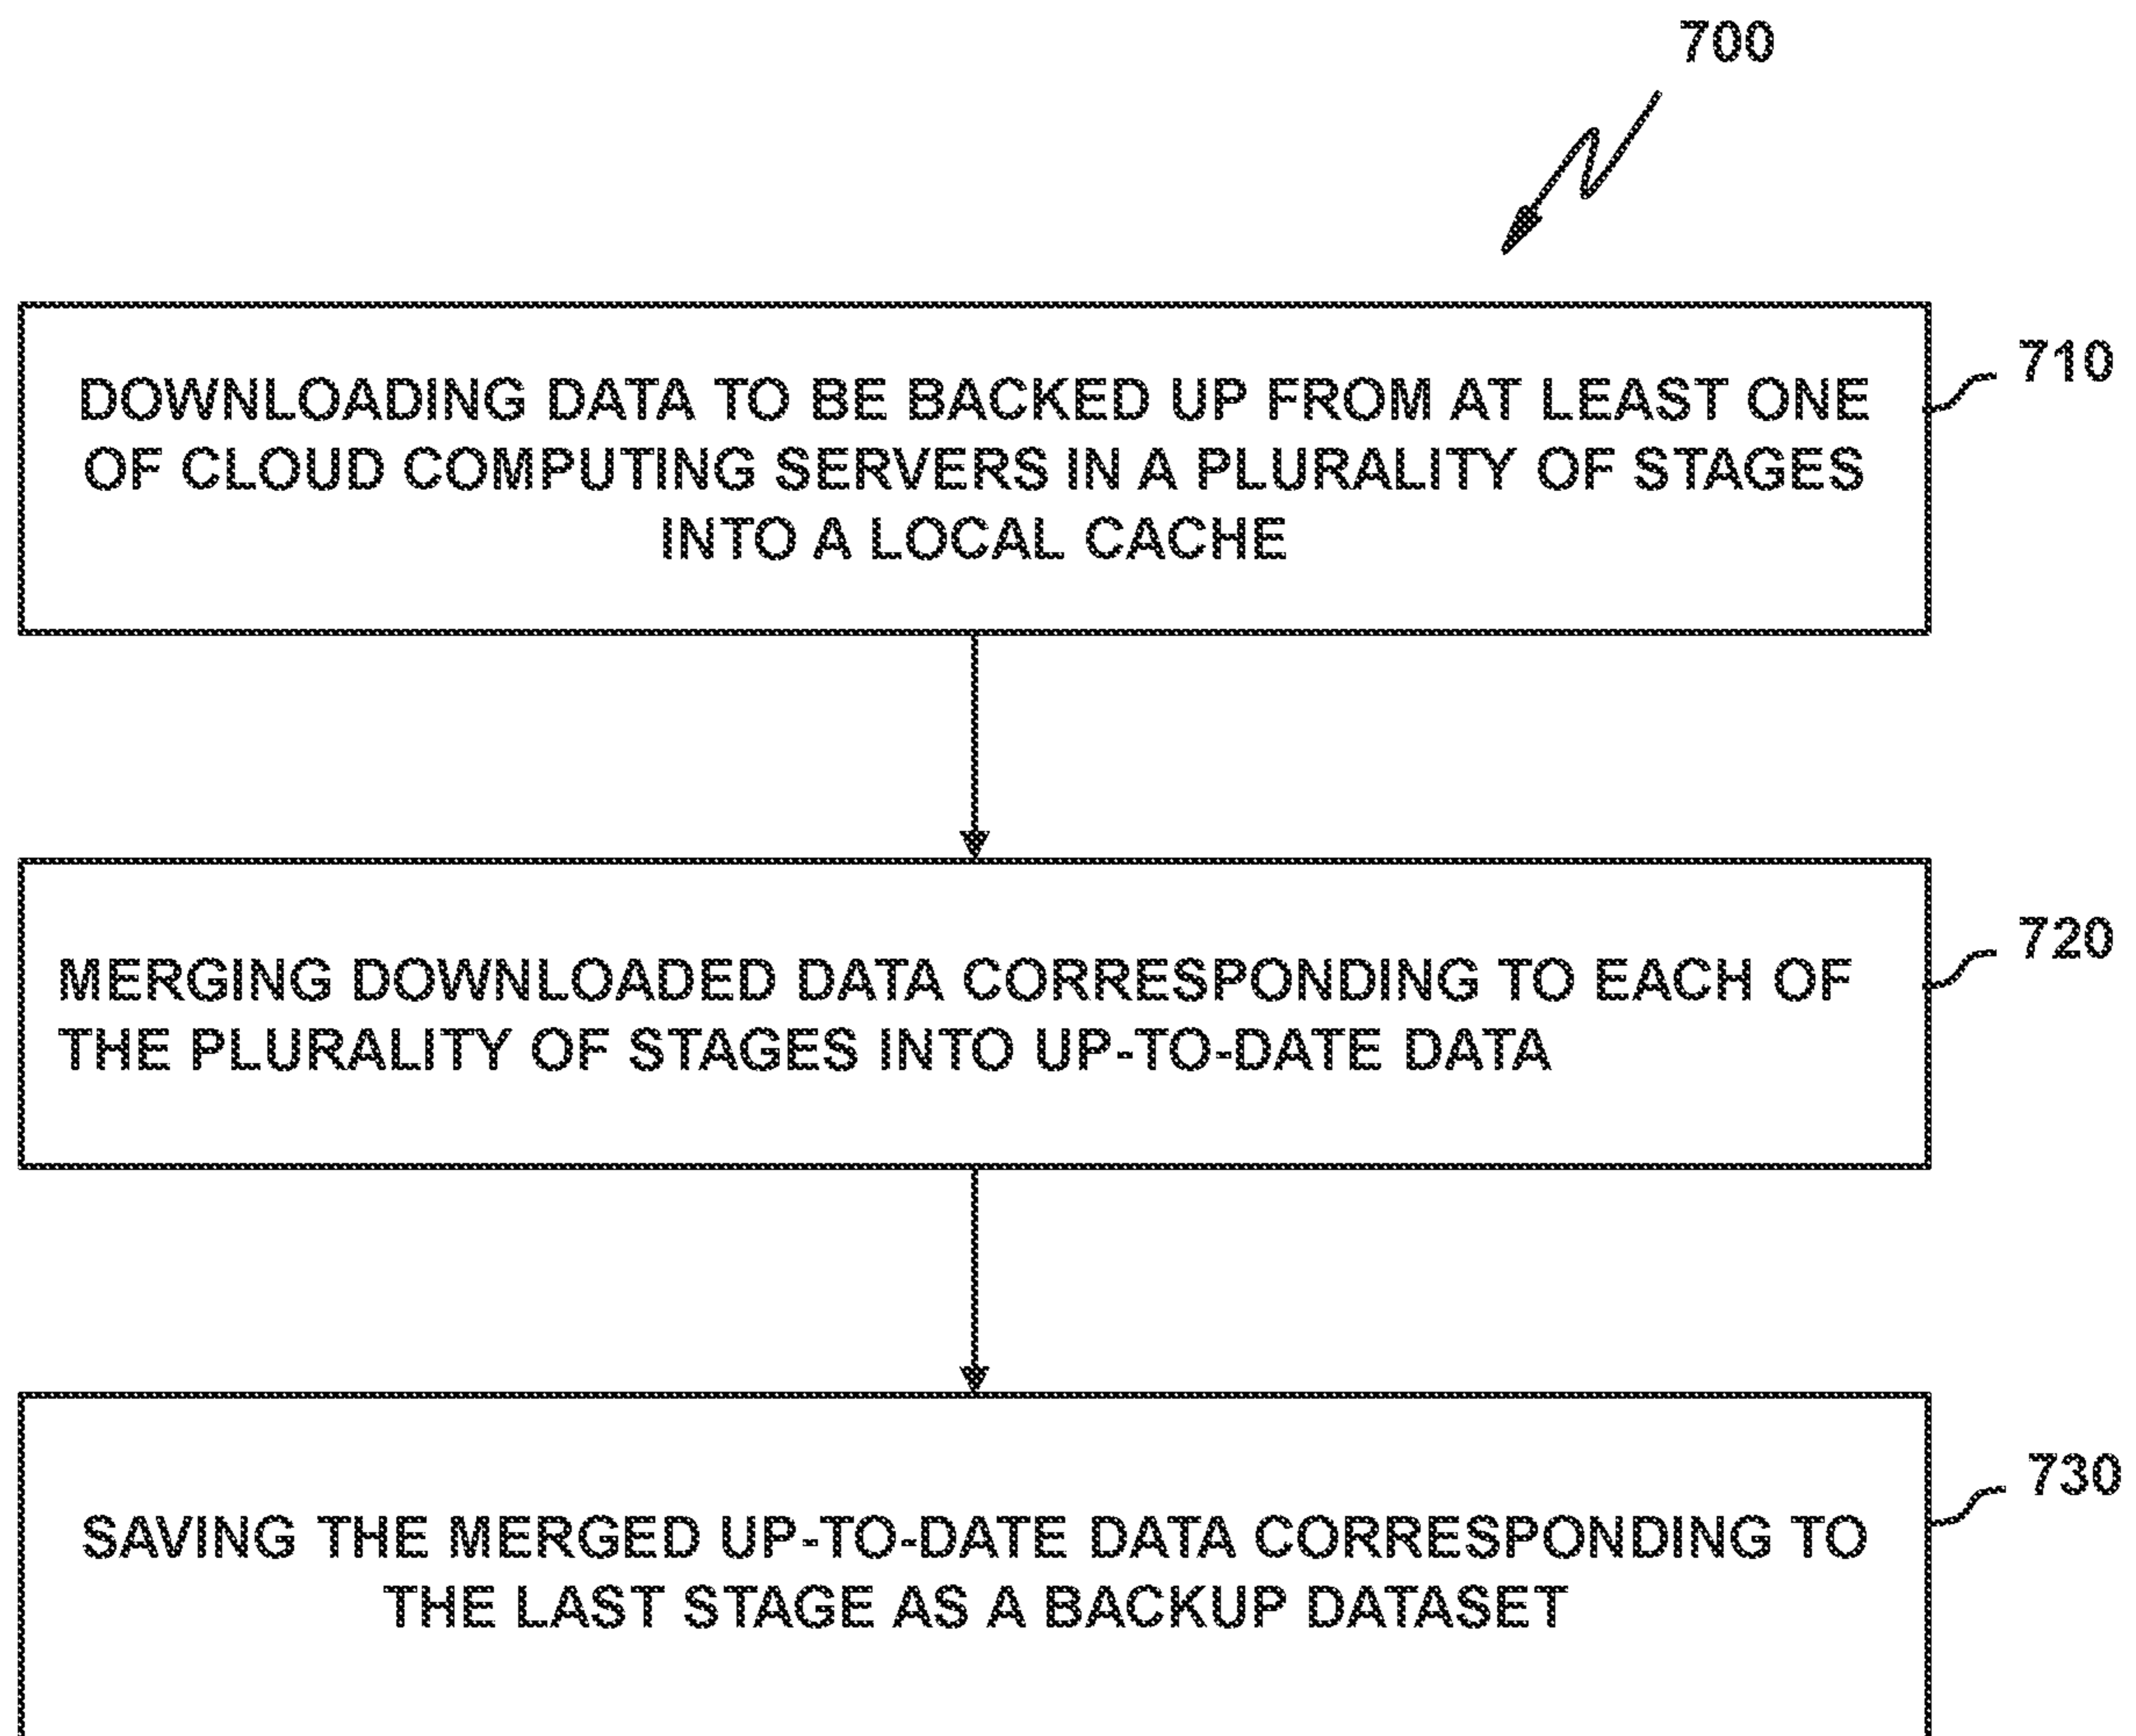 700
710
DOWNLOADING DATA TO BE BACKED UP FROM AT LEAST ONE
OF CLOUD COMPUTING SERVERS IN A PLURALITY OF STAGES
INTO A LOCAL CACHE
720
MERGING DOWNLOADED DATA CORRESPONDING TO EACH OF
THE PLURALITY OF STAGES INTO UP-TO-DATE DATA
730
SAVING THE MERGED UP-TO-DATE DATA CORRESPONDING TO
THE LAST STAGE AS A BACKUP DATASET